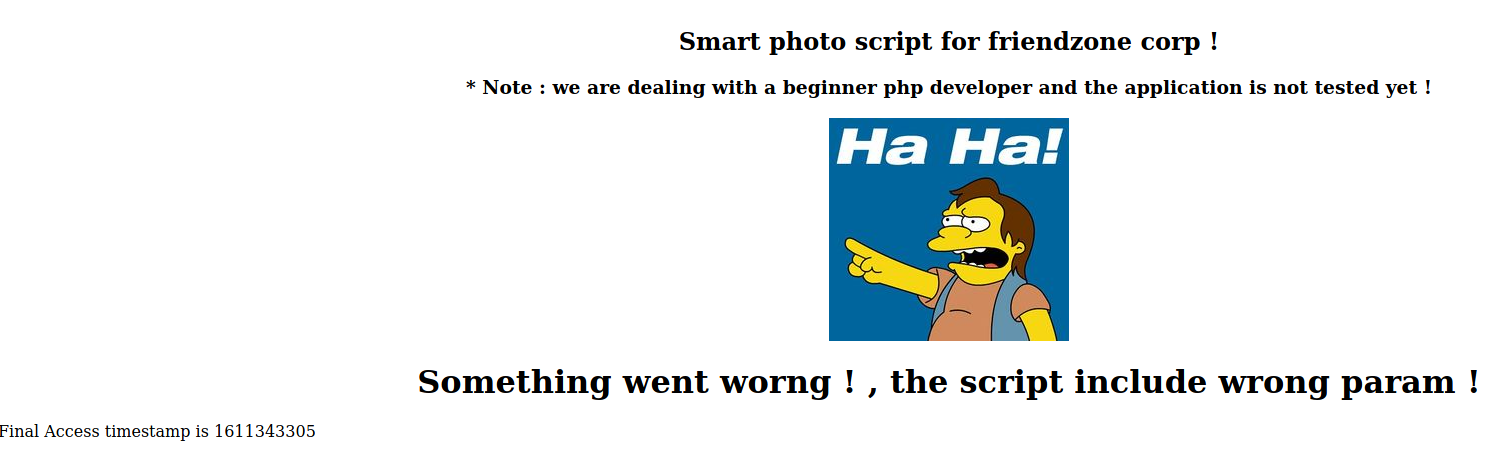 Smart photo script for friendzone corp !
* Note : we are dealing with a beginner php developer and the application is not tested yet !
Ha Ha!
Something went worng ! , the script include wrong param !
Final Access timestamp is 1611343305